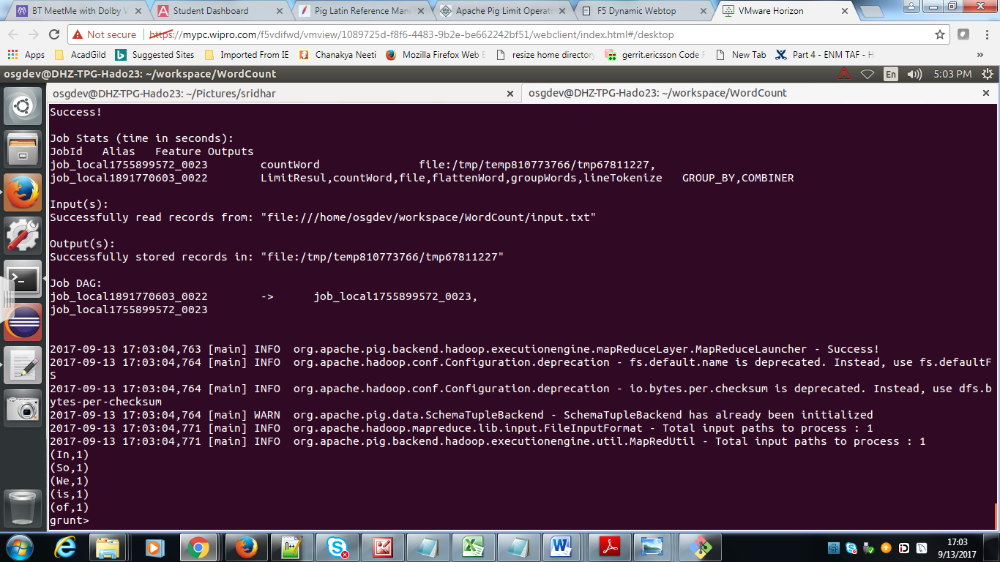 BT MeetMe with Dolby V
Student Dashboard
Pig Latin Reference Manu
Apache Pig Limit Operato
F5 Dynamic Webtop
VMware Horizon
Not secure https://mypc.wipro.com/f5vdifwd/vmview/1089725d-f8f6-4483-9b2e-be662242bf51/webclient/index.html#/desktop
Apps AcadGild Suggested Sites Imported From IE Chanakya Neeti Mozilla Firefox Web resize home directory gerrit.ericsson Code New Tab Part 4 - ENM TAF - »
osgdev@DHZ-TPG-Hado23: ~/workspace/WordCount En 5:03 PM
osgdev@DHZ-TPG-Hado23: ~/Pictures/sridhar × osgdev@DHZ-TPG-Hado23: ~/workspace/WordCount ×
Success!
Job Stats (time in seconds):
JobId Alias Feature Outputs
job_local1755899572_0023 countWord file:/tmp/temp810773766/tmp67811227,
job_local1891770603_0022 LimitResul,countWord,file,flattenWord,groupWords,lineTokenize GROUP_BY,COMBINER
Input(s):
Successfully read records from: "file:///home/osgdev/workspace/WordCount/input.txt"
Output(s):
Successfully stored records in: "file:/tmp/temp810773766/tmp67811227"
Job DAG:
job_local1891770603_0022 -> job_local1755899572_0023,
job_local1755899572_0023
2017-09-13 17:03:04,763 [main] INFO org.apache.pig.backend.hadoop.executionengine.mapReduceLayer.MapReduceLauncher - Success!
2017-09-13 17:03:04,764 [main] INFO org.apache.hadoop.conf.Configuration.deprecation - fs.default.name is deprecated. Instead, use fs.defaultF
S
2017-09-13 17:03:04,764 [main] INFO org.apache.hadoop.conf.Configuration.deprecation - io.bytes.per.checksum is deprecated. Instead, use dfs.b
ytes-per-checksum
2017-09-13 17:03:04,764 [main] WARN org.apache.pig.data.SchemaTupleBackend - SchemaTupleBackend has already been initialized
2017-09-13 17:03:04,771 [main] INFO org.apache.hadoop.mapreduce.lib.input.FileInputFormat - Total input paths to process : 1
2017-09-13 17:03:04,771 [main] INFO org.apache.pig.backend.hadoop.executionengine.util.MapRedUtil - Total input paths to process : 1
(In,1)
(So,1)
(We,1)
(is,1)
(of,1)
grunt>
17:03
9/13/2017